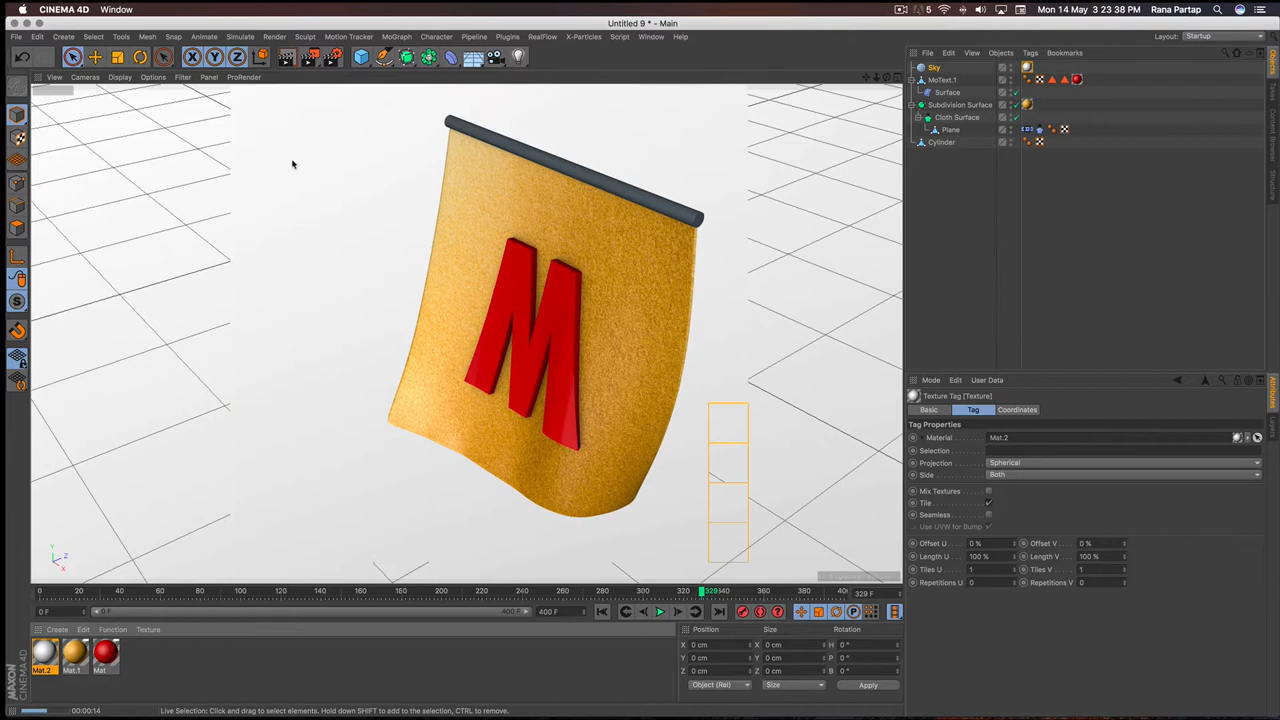 CINEMA 4D Window 5 Mon 14 May 3 23 38 PM Rana Partap
Untitled 9 * - Main
File Edit Create Select Tools Mesh Snap Animate Simulate Render Sculpt Motion Tracker MoGraph Character Pipeline Plugins RealFlow X-Particles Script Window Help Layout: Startup
X Y Z
File Edit View Objects Tags Bookmarks
View Cameras Display Options Filter Panel ProRender
Sky
MoText.1
Surface
Subdivision Surface
Cloth Surface
Plane
Cylinder
Objects
Takes
Content Browser
Structure
M
Mode Edit User Data
Texture Tag [Texture]
Basic Tag Coordinates
Tag Properties
Material Mat.2
Selection
Projection Spherical
Side Both
Mix Textures
Tile
Seamless
Use UVW for Bump
Offset U 0 % Offset V 0 %
Length U 100 % Length V 100 %
Tiles U 1 Tiles V 1
Repetitions U 0 Repetitions V 0
Attributes
Layers
Y
Z
X
0 20 40 60 80 100 120 140 160 180 200 220 240 260 280 300 320 329 340 360 380 400 329 F
0 F 0 F 400 F 400 F
Create Edit Function Texture
Mat.2 Mat.1 Mat
Position Size Rotation
X 0 cm X 0 cm H 0 °
Y 0 cm Y 0 cm P 0 °
Z 0 cm Z 0 cm B 0 °
Object (Rel) Size Apply
MAXON
CINEMA 4D
00:00:14 Live Selection: Click and drag to select elements. Hold down SHIFT to add to the selection, CTRL to remove.